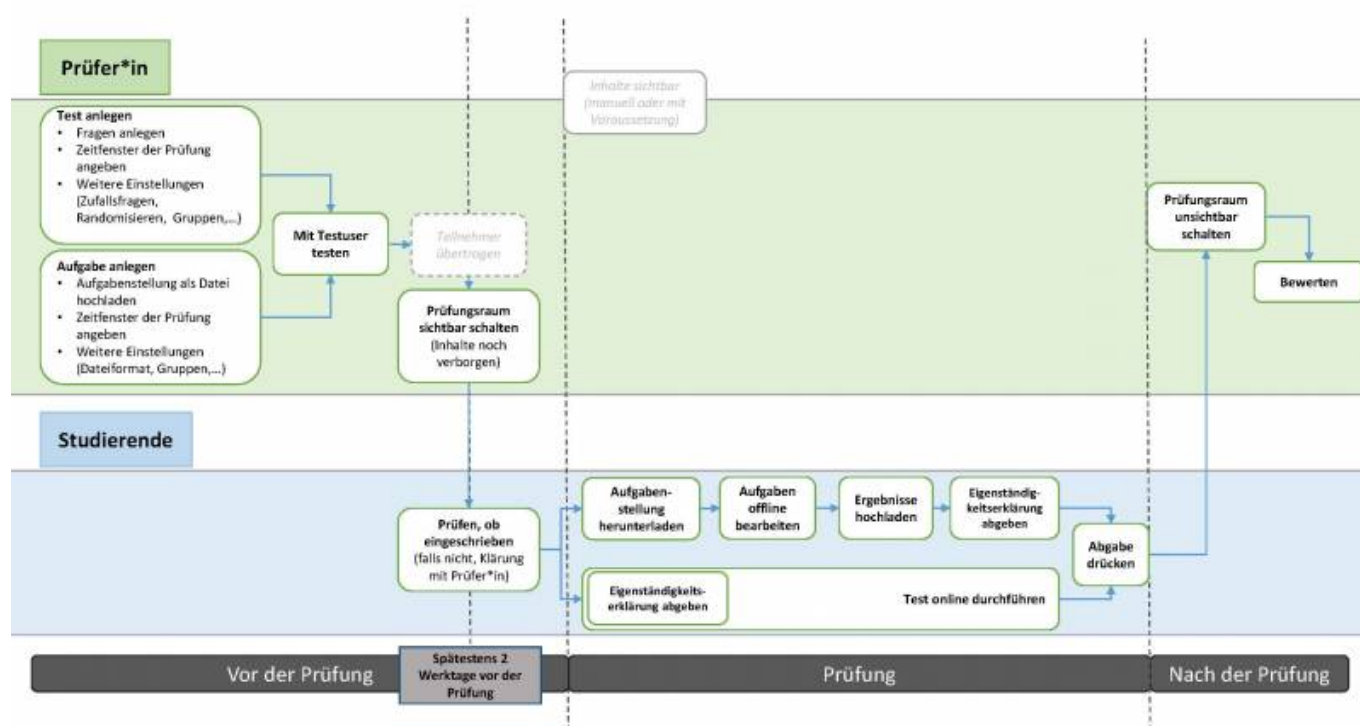 Prüfer*in
Inhalte sichtbar
(manuell oder mit
Voraussetzung)
Test anlegen
• Fragen anlegen
• Zeitfenster der Prüfung
angeben
• Weitere Einstellungen
(Zufallsfragen,
Randomisieren, Gruppen,...)
Aufgabe anlegen
• Aufgabenstellung als Datei
hochladen
• Zeitfenster der Prüfung
angeben
• Weitere Einstellungen
(Dateiformat, Gruppen,...)
Mit Testuser
testen
Teilnehmer
übertragen
Prüfungsraum
sichtbar schalten
(Inhalte noch
verborgen)
Prüfungsraum
unsichtbar
schalten
Bewerten
Studierende
Prüfen, ob
eingeschrieben
(falls nicht, Klärung
mit Prüfer*in)
Aufgaben-
stellung
herunterladen
Aufgaben
offline
bearbeiten
Ergebnisse
hochladen
Eigenständig-
keitserklärung
abgeben
Eigenständigkeits-
erklärung abgeben
Test online durchführen
Abgabe
drücken
Vor der Prüfung
Spätestens 2
Werktage vor der
Prüfung
Prüfung
Nach der Prüfung